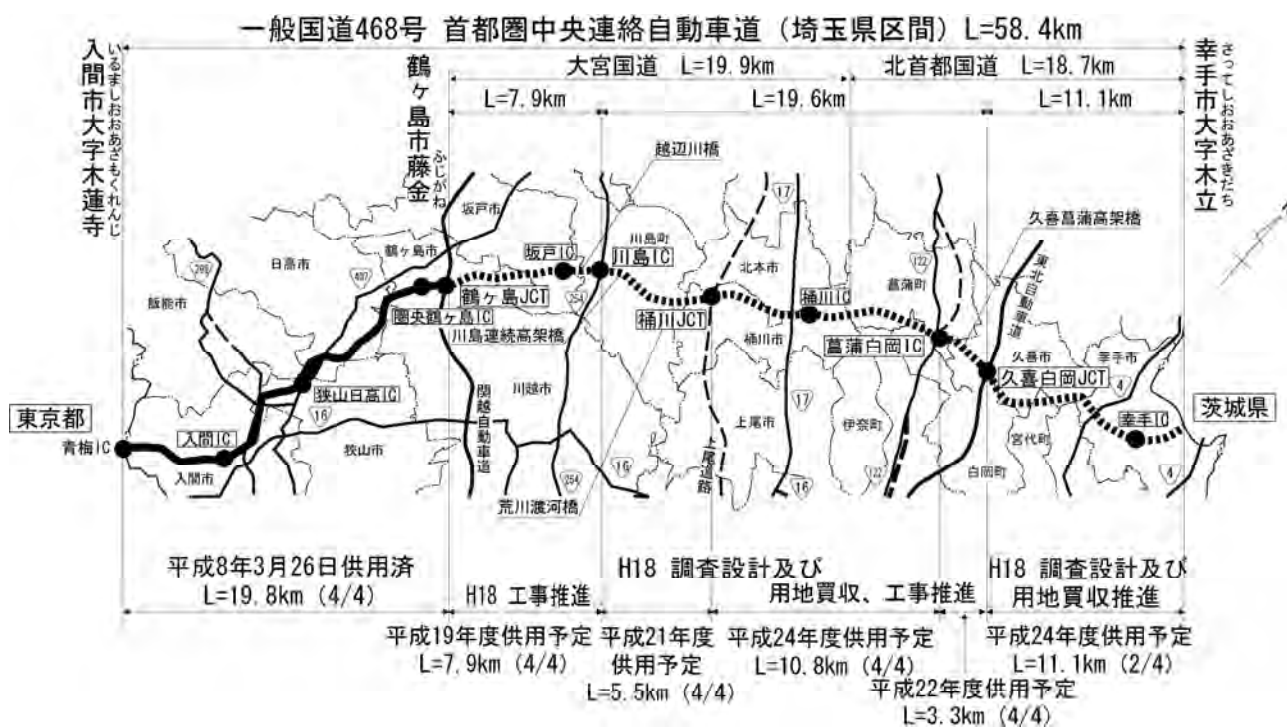 一般国道468号 首都圏中央連絡自動車道（埼玉県区間）L=58.4km
大宮国道 L=19.9km
北首都国道 L=18.7km
L=7.9km
L=19.6km
L=11.1km
入間市大字木蓮寺
いるましおおあざもくれんじ
鶴ヶ島市藤金
ふじがね
幸手市大字木立
さってしおおあざきだち
越辺川橋
久喜菖蒲高架橋
坂戸市
鶴ヶ島市
日高市
飯能市
299
407
坂戸IC
川島町
川島IC
254
17
北本市
122
菖蒲町
東北自動車道
鶴ヶ島JCT
圏央鶴ヶ島IC
川島連続高架橋
桶川JCT
桶川IC
桶川市
菖蒲白岡IC
久喜市
幸手市
久喜白岡JCT
4
狭山日高IC
16
川越市
関越自動車道
上尾市
17
伊奈町
宮代町
幸手IC
茨城県
東京都
青梅IC
入間IC
入間市
狭山市
254
16
上尾道路
16
122
白岡町
4
荒川渡河橋
平成8年3月26日供用済
L=19.8km (4/4)
H18 工事推進
H18 調査設計及び
用地買収、工事推進
H18 調査設計及び
用地買収推進
平成19年度供用予定
L=7.9km (4/4)
平成21年度
供用予定
L=5.5km (4/4)
平成24年度供用予定
L=10.8km (4/4)
平成22年度供用予定
L=3.3km (4/4)
平成24年度供用予定
L=11.1km (2/4)